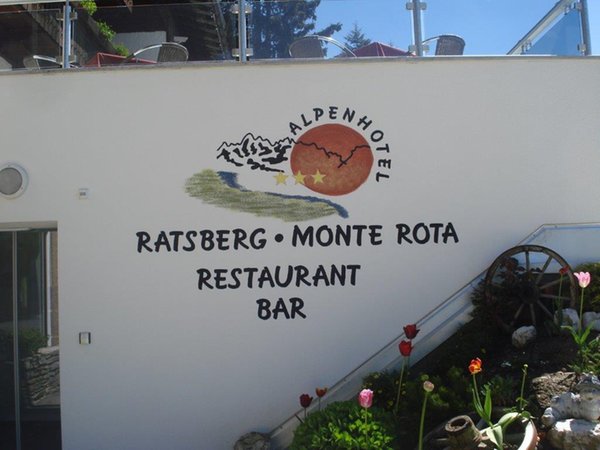 ALPENHOTEL
RATSBERG • MONTE ROTA
RESTAURANT
BAR